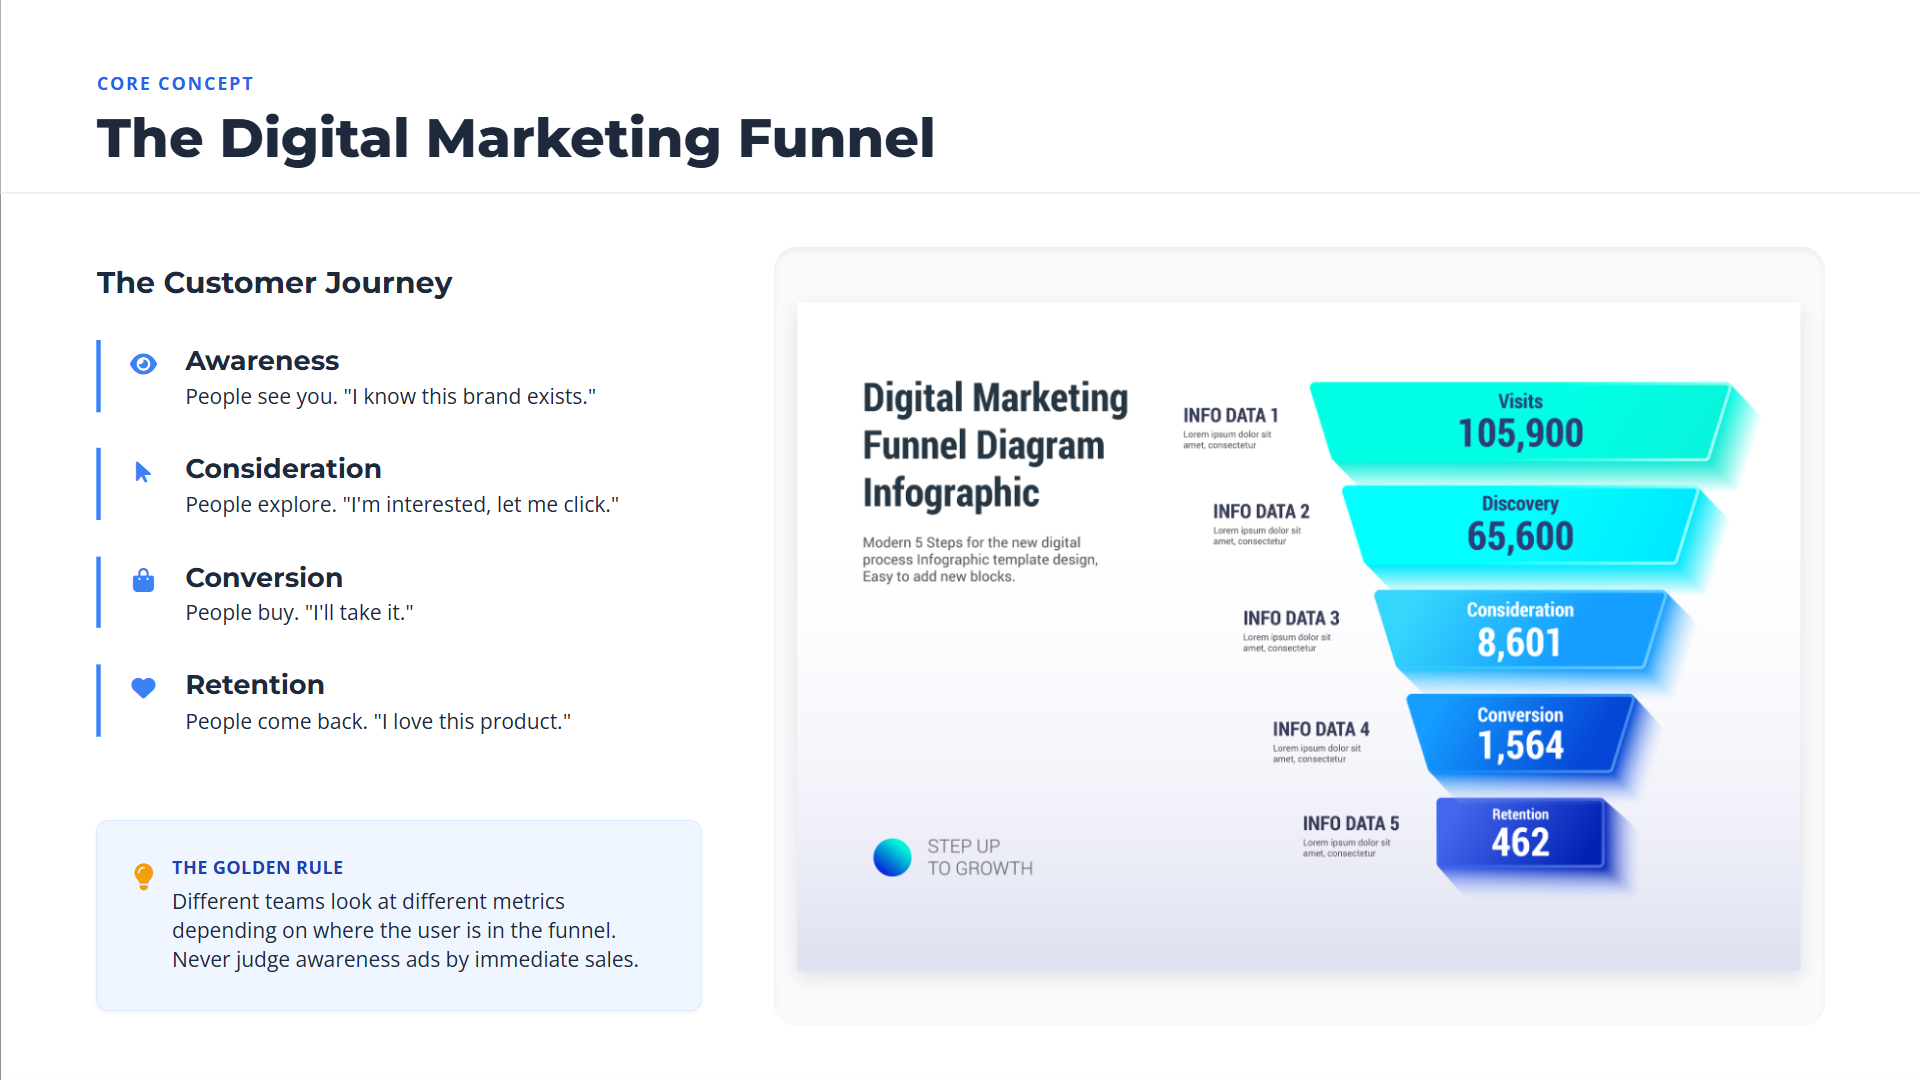 CORE CONCEPT
The Digital Marketing Funnel
The Customer Journey
Awareness
People see you. "I know this brand exists."
Consideration
People explore. "I'm interested, let me click."
Conversion
People buy. "I'll take it."
Retention
People come back. "I love this product."
THE GOLDEN RULE
Different teams look at different metrics
depending on where the user is in the funnel.
Never judge awareness ads by immediate sales.
Digital Marketing
Funnel Diagram
Infographic
Modern 5 Steps for the new digital
process Infographic template design,
Easy to add new blocks.
STEP UP
TO GROWTH
INFO DATA 1
Lorem ipsum dolor sit
amet, consectetur
Visits
105,900
INFO DATA 2
Lorem ipsum dolor sit
amet, consectetur
Discovery
65,600
INFO DATA 3
Lorem ipsum dolor sit
amet, consectetur
Consideration
8,601
INFO DATA 4
Lorem ipsum dolor sit
amet, consectetur
Conversion
1,564
INFO DATA 5
Lorem ipsum dolor sit
amet, consectetur
Retention
462